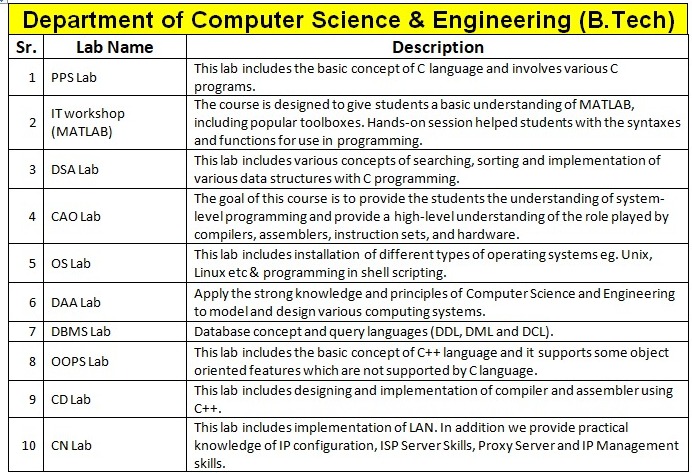 Department of Computer Science & Engineering (B.Tech)
Sr. Lab Name Description
1 PPS Lab This lab includes the basic concept of C language and involves various C
programs.
2 IT workshop
(MATLAB) The course is designed to give students a basic understanding of MATLAB,
including popular toolboxes. Hands-on session helped students with the syntaxes
and functions for use in programming.
3 DSA Lab This lab includes various concepts of searching, sorting and implementation of
various data structures with C programming.
4 CAO Lab The goal of this course is to provide the students the understanding of system-
level programming and provide a high-level understanding of the role played by
compilers, assemblers, instruction sets, and hardware.
5 OS Lab This lab includes installation of different types of operating systems eg. Unix,
Linux etc & programming in shell scripting.
6 DAA Lab Apply the strong knowledge and principles of Computer Science and Engineering
to model and design various computing systems.
7 DBMS Lab Database concept and query languages (DDL, DML and DCL).
8 OOPS Lab This lab includes the basic concept of C++ language and it supports some object
oriented features which are not supported by C language.
9 CD Lab This lab includes designing and implementation of compiler and assembler using
C++.
10 CN Lab This lab includes implementation of LAN. In addition we provide practical
knowledge of IP configuration, ISP Server Skills, Proxy Server and IP Management
skills.